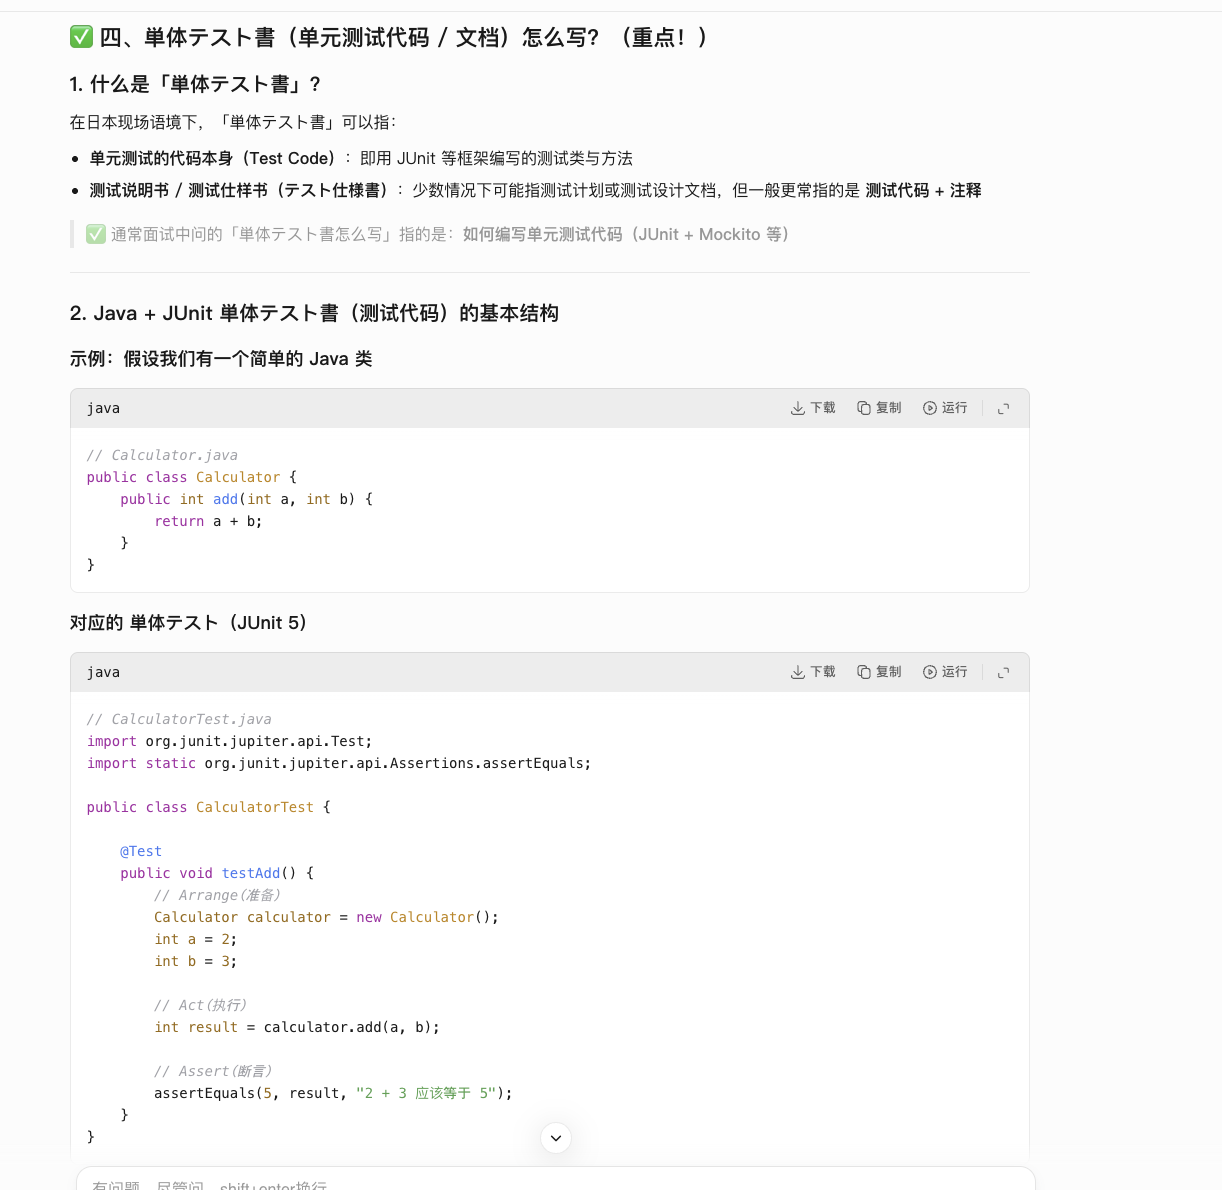 ✅ 四、単体テスト書（单元测试代码 / 文档）怎么写？（重点！）
1. 什么是「単体テスト書」?
在日本现场语境下，「単体テスト書」可以指：
• 单元测试的代码本身（Test Code）：即用 JUnit 等框架编写的测试类与方法
• 测试说明书 / 测试仕样书（テスト仕様書）：少数情况下可能指测试计划或测试设计文档，但一般更常指的是 测试代码 + 注释
✅ 通常面试中问的「単体テスト書怎么写」指的是：如何编写单元测试代码（JUnit + Mockito 等）
2. Java + JUnit 単体テスト書（测试代码）的基本结构
示例：假设我们有一个简单的 Java 类
java 下载 复制 运行
// Calculator.java
public class Calculator {
    public int add(int a, int b) {
        return a + b;
    }
}
对应的 単体テスト（JUnit 5）
java 下载 复制 运行
// CalculatorTest.java
import org.junit.jupiter.api.Test;
import static org.junit.jupiter.api.Assertions.assertEquals;
public class CalculatorTest {
    @Test
    public void testAdd() {
        // Arrange(准备)
        Calculator calculator = new Calculator();
        int a = 2;
        int b = 3;
        // Act(执行)
        int result = calculator.add(a, b);
        // Assert(断言)
        assertEquals(5, result, "2 + 3 应该等于 5");
    }
}
有问题，尽管问，shift+enter换行